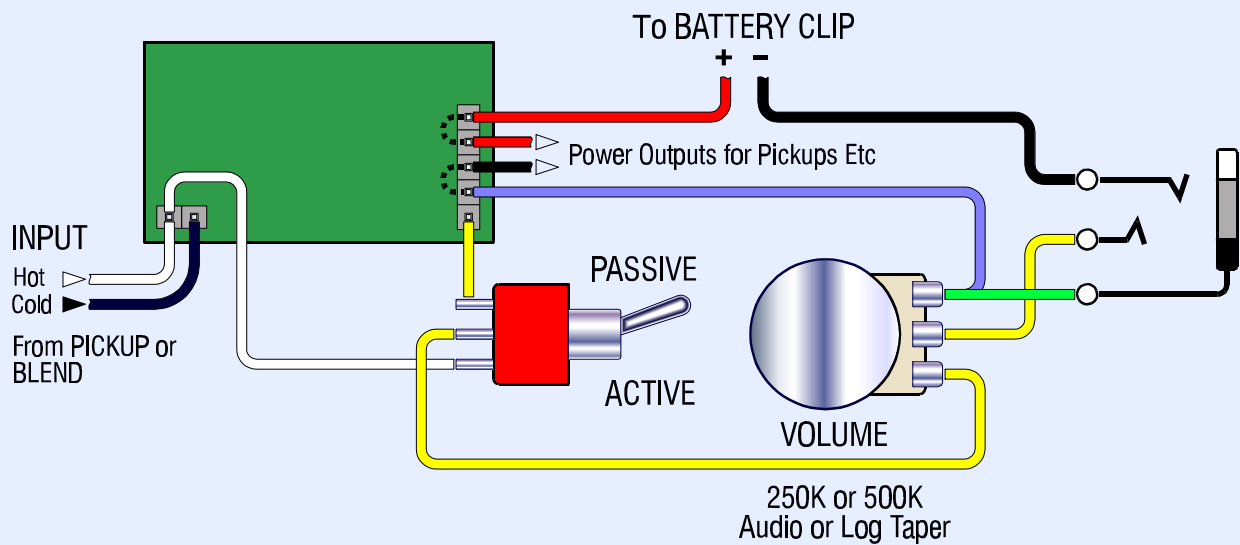 To BATTERY CLIP
+ −
Power Outputs for Pickups Etc
INPUT
Hot
Cold
From PICKUP or
BLEND
PASSIVE
ACTIVE
VOLUME
250K or 500K
Audio or Log Taper